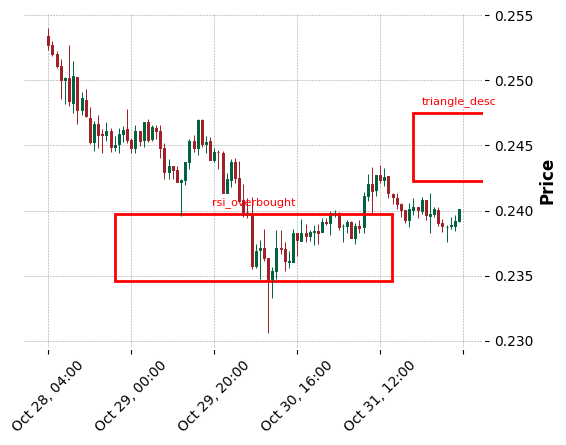 0.255
0.250
triangle_desc
0.245
Price
rsi_overbought
0.240
0.235
0.230
Oct 28, 04:00
Oct 29, 00:00
Oct 29, 20:00
Oct 30, 16:00
Oct 31, 12:00